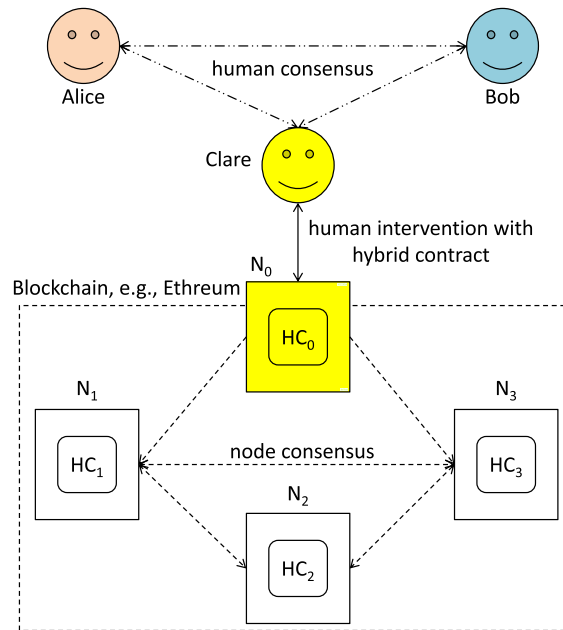 human consensus
Alice
Bob
Clare
human intervention with
hybrid contract
N₀
Blockchain, e.g., Ethreum
HC₀
N₁
N₃
HC₁
node consensus
HC₃
N₂
HC₂